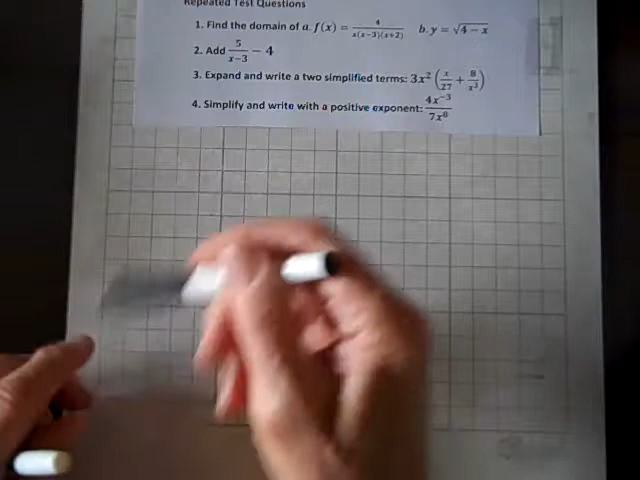 Repeated Test Questions
1. Find the domain of a. f(x) = 4/(x(x−3)(x+2)) b. y = √(4 − x)
2. Add 5/(x−3) − 4
3. Expand and write a two simplified terms: 3x² (x/27 + 8/x³)
4. Simplify and write with a positive exponent: 4x⁻³/7x⁸